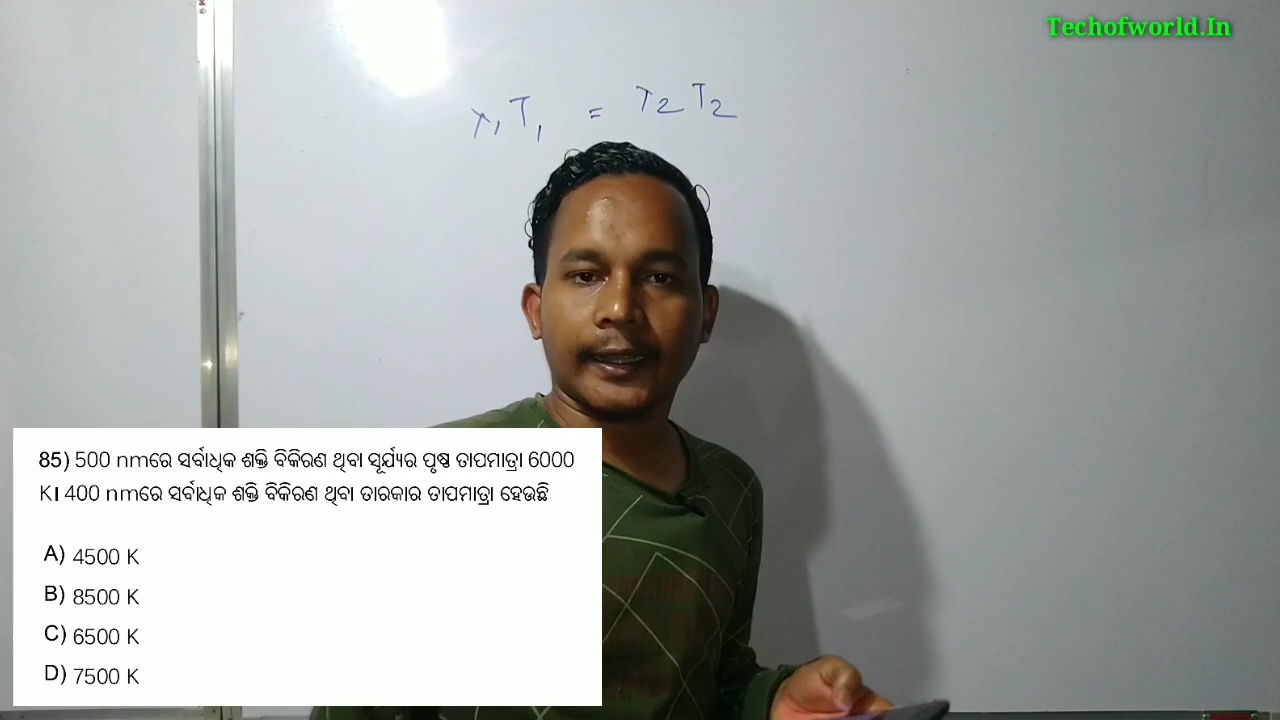 Techofworld.In
λ₁T₁ = λ₂T₂
85) 500 nmରେ ସର୍ବାଧିକ ଶକ୍ତି ବିକିରଣ ଥିବା ସୂର୍ଯ୍ୟର ପୃଷ୍ଠ ତାପମାତ୍ରା 6000
K। 400 nmରେ ସର୍ବାଧିକ ଶକ୍ତି ବିକିରଣ ଥିବା ତାରକାର ତାପମାତ୍ରା ହେଉଛି
A) 4500 K
B) 8500 K
C) 6500 K
D) 7500 K